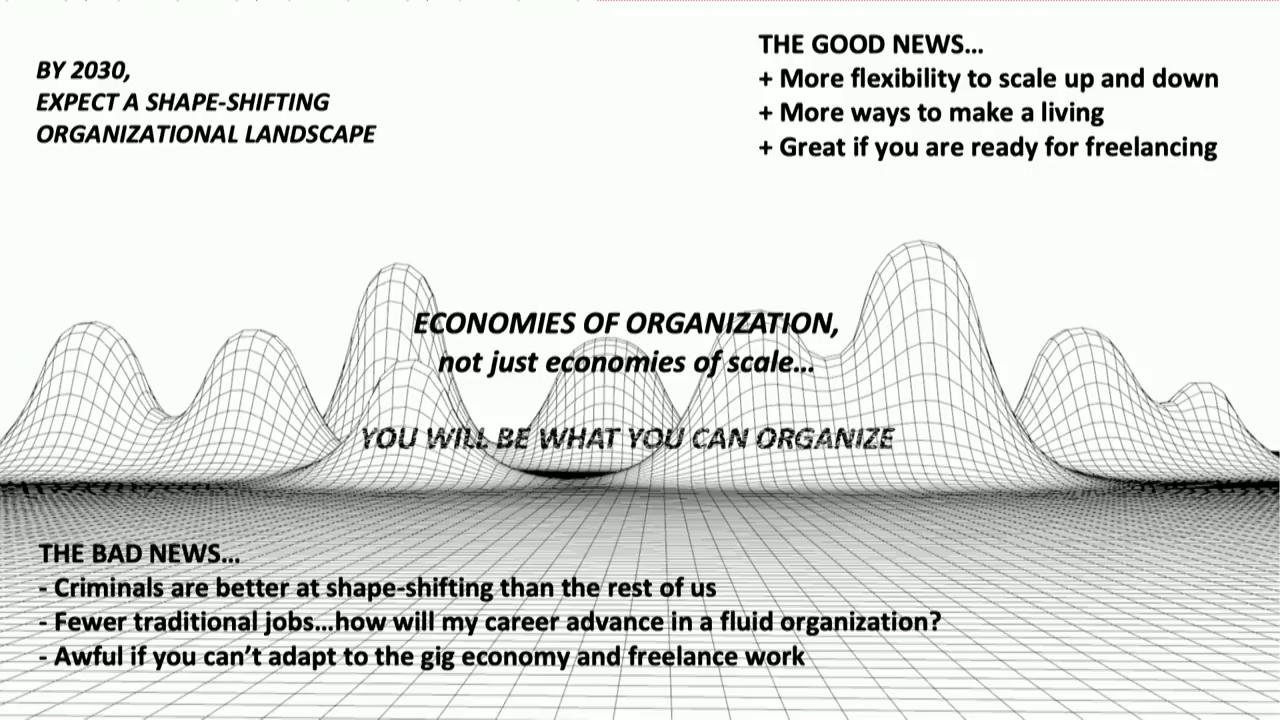 BY 2030,
EXPECT A SHAPE-SHIFTING
ORGANIZATIONAL LANDSCAPE
THE GOOD NEWS...
+ More flexibility to scale up and down
+ More ways to make a living
+ Great if you are ready for freelancing
ECONOMIES OF ORGANIZATION,
not just economies of scale...
YOU WILL BE WHAT YOU CAN ORGANIZE
THE BAD NEWS...
- Criminals are better at shape-shifting than the rest of us
- Fewer traditional jobs...how will my career advance in a fluid organization?
- Awful if you can’t adapt to the gig economy and freelance work